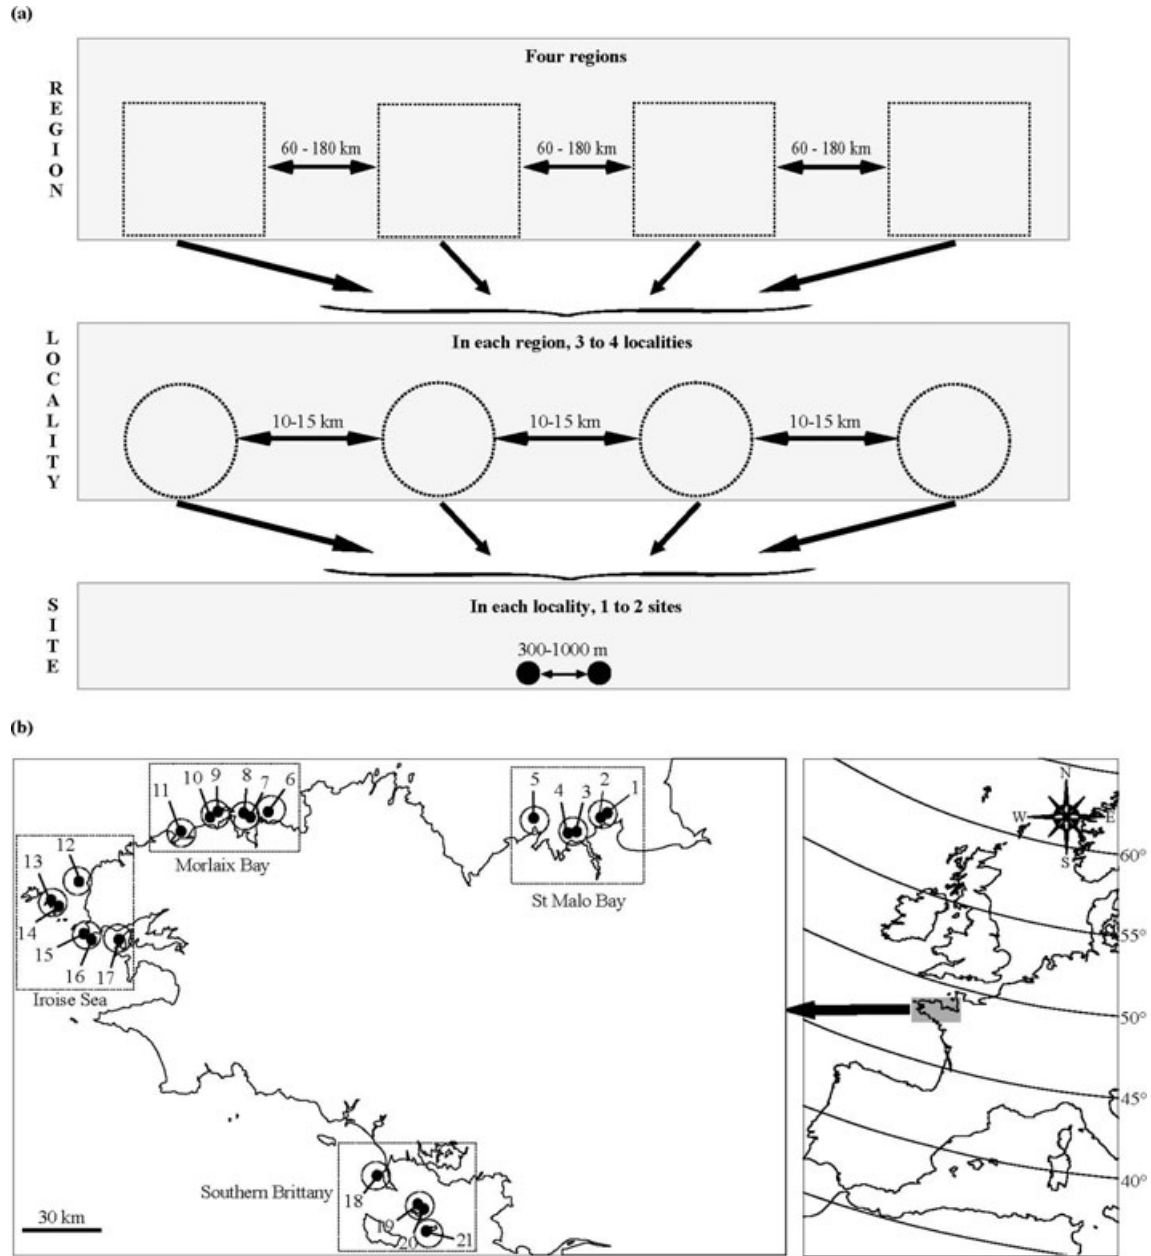 (a)
Four regions
REGION
60 - 180 km
60 - 180 km
60 - 180 km
In each region, 3 to 4 localities
LOCALITY
10-15 km
10-15 km
10-15 km
In each locality, 1 to 2 sites
SITE
300-1000 m
(b)
10 9 8 7 6
11
Morlaix Bay
5 4 3 2 1
St Malo Bay
12
13
14
15
16 17
Iroise Sea
Southern Brittany
18
19
20
21
30 km
N
W E
S
60°
55°
50°
45°
40°